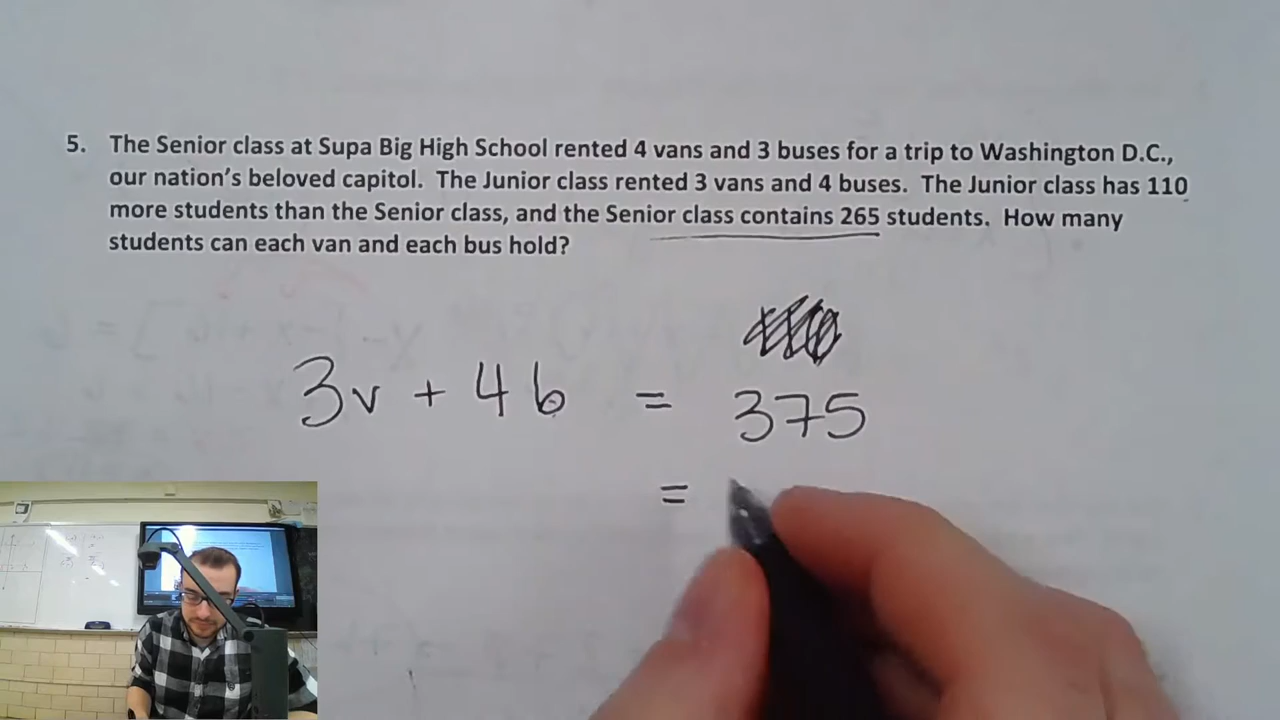 5. The Senior class at Supa Big High School rented 4 vans and 3 buses for a trip to Washington D.C.,
our nation's beloved capitol. The Junior class rented 3 vans and 4 buses. The Junior class has 110
more students than the Senior class, and the Senior class contains 265 students. How many
students can each van and each bus hold?
3v + 4b = 375
=